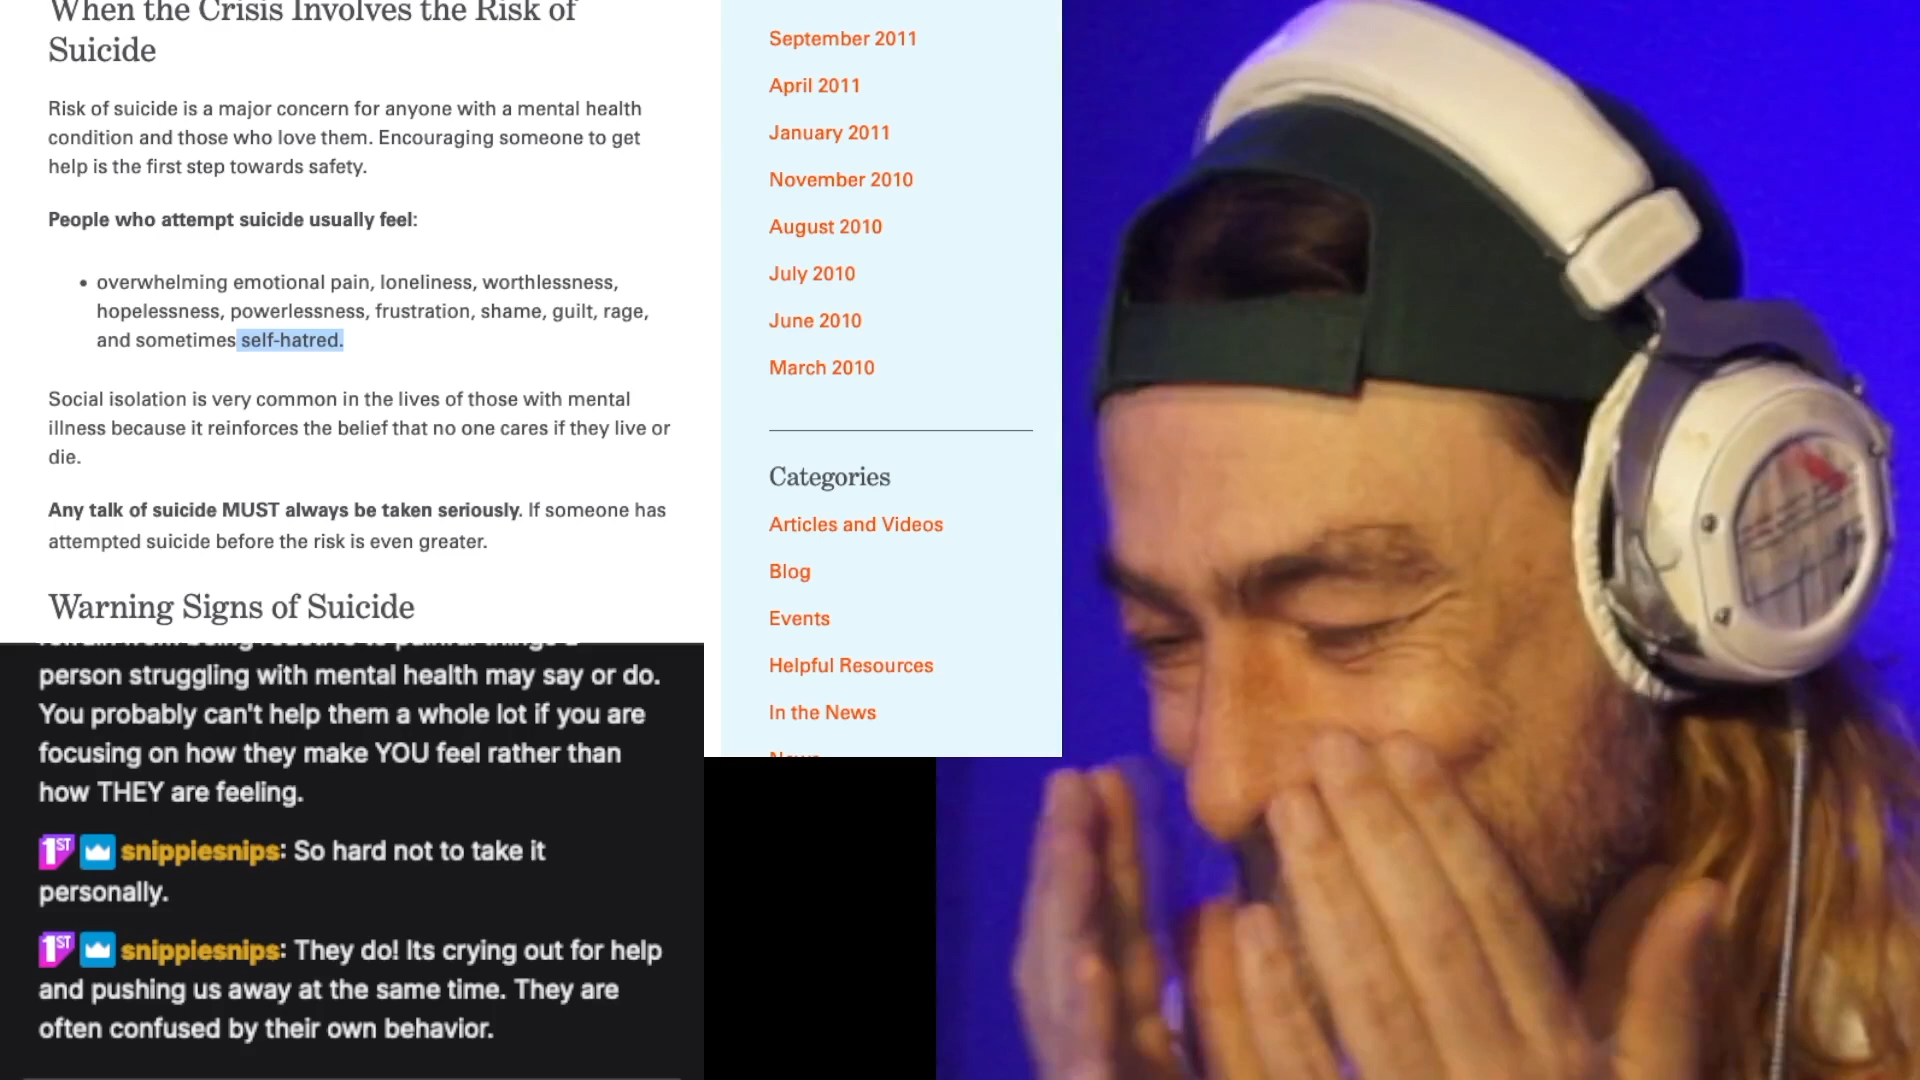 When the Crisis Involves the Risk of
Suicide
Risk of suicide is a major concern for anyone with a mental health
condition and those who love them. Encouraging someone to get
help is the first step towards safety.
People who attempt suicide usually feel:
• overwhelming emotional pain, loneliness, worthlessness,
hopelessness, powerlessness, frustration, shame, guilt, rage,
and sometimes self-hatred.
Social isolation is very common in the lives of those with mental
illness because it reinforces the belief that no one cares if they live or
die.
Any talk of suicide MUST always be taken seriously. If someone has
attempted suicide before the risk is even greater.
Warning Signs of Suicide
person struggling with mental health may say or do.
You probably can't help them a whole lot if you are
focusing on how they make YOU feel rather than
how THEY are feeling.
1ST snippiesnips: So hard not to take it
personally.
1ST snippiesnips: They do! Its crying out for help
and pushing us away at the same time. They are
often confused by their own behavior.
September 2011
April 2011
January 2011
November 2010
August 2010
July 2010
June 2010
March 2010
Categories
Articles and Videos
Blog
Events
Helpful Resources
In the News